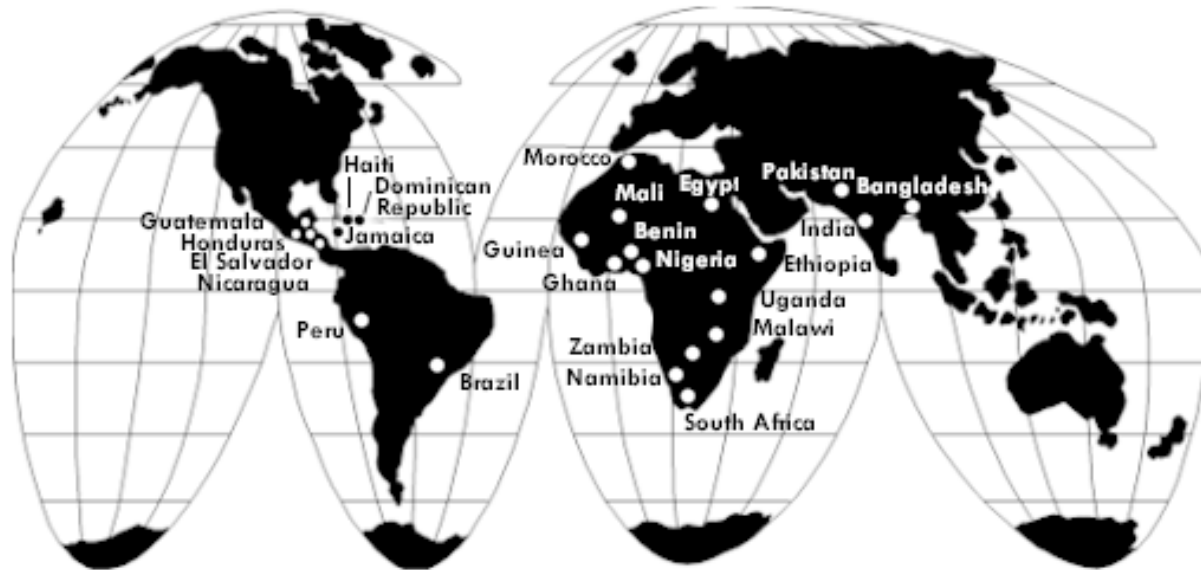 Haiti
Dominican
Republic
Guatemala
Jamaica
Honduras
El Salvador
Nicaragua
Peru
Brazil
Morocco
Mali
Egypt
Pakistan
Bangladesh
Guinea
Benin
India
Ghana
Nigeria
Ethiopia
Uganda
Malawi
Zambia
Namibia
South Africa